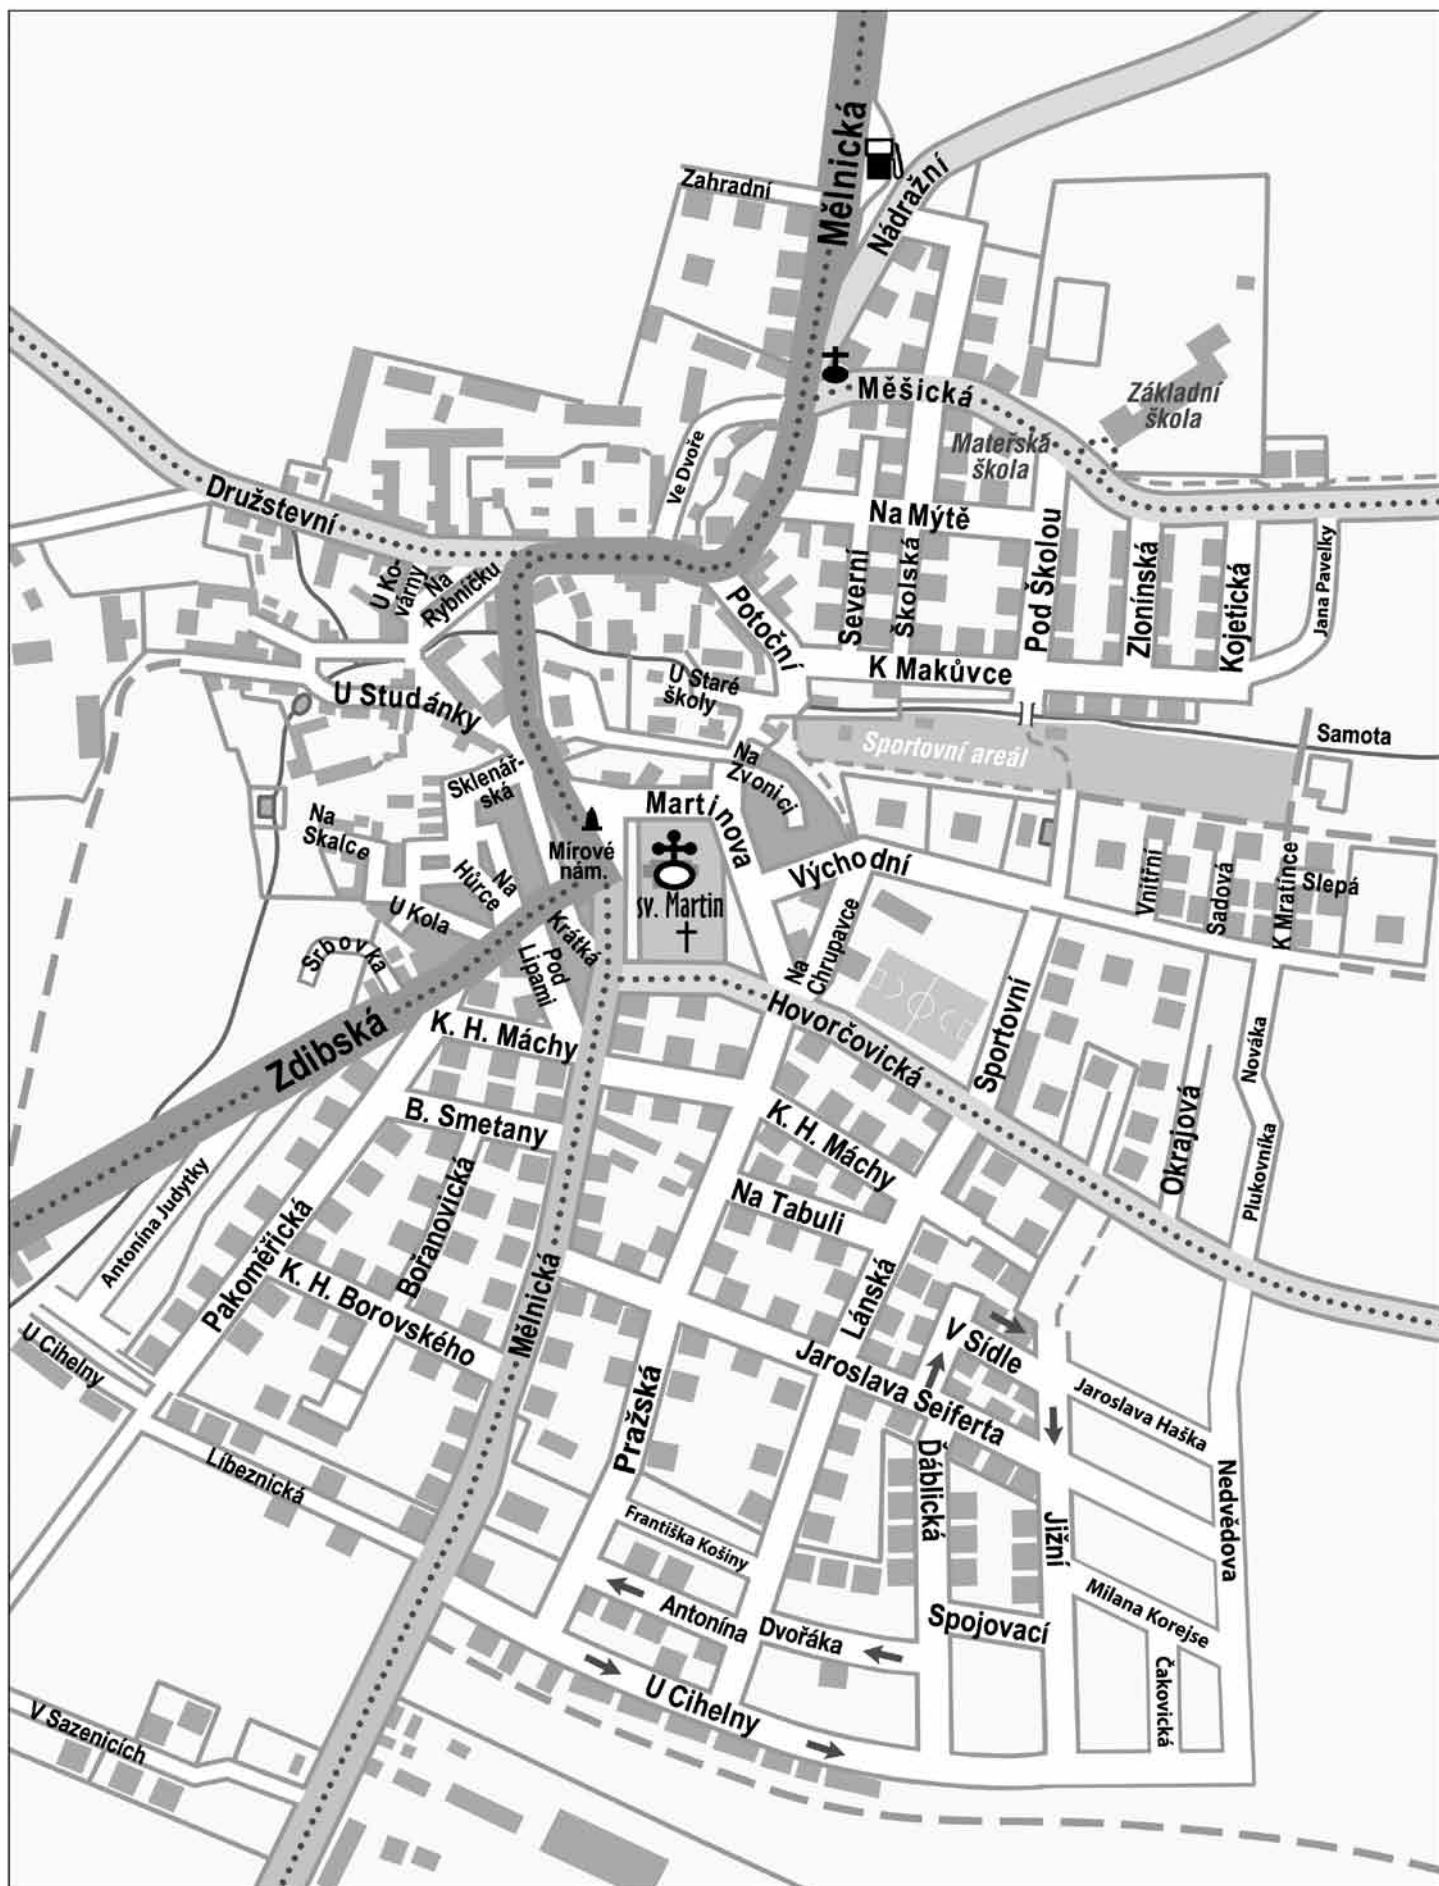 Mělnická
Zahradní
Nádražní
Měšická
Základní
škola
Mateřská
škola
Ve Dvoře
Družstevní
Na Mýtě
U Ko-
várny
Na
Rybníčku
Severní
Školská
Pod Školou
Zlonínská
Kojetická
Jana Pavelky
Potoční
K Makůvce
U Staré
školy
U Studánky
Samota
Sportovní areál
Na
Zvonici
Sklenář-
ská
Martinova
Na
Skalce
Mírové
nám.
Východní
Vnitřní
Sadová
K Mratínce
Slepá
Na
Hůrce
U Kola
sv. Martin
Krátká
Pod
Lipami
Srbovka
Na
Chrupavce
Hovorčovická
Sportovní
K. H. Máchy
Zdibská
Nováka
Plukovníka
Okrajová
B. Smetany
K. H. Máchy
Na Tabuli
Antonína Judytky
Pakoměřická
Bořanovická
K. H. Borovského
Mělnická
Lánská
V Sídle
U Cihelny
Jaroslava Seiferta
Jaroslava Haška
Pražská
Ďáblická
Líbeznická
Nedvědova
Jižní
Františka Košiny
Antonína Dvořáka
Spojovací
Milana Korejse
Čakovická
U Cihelny
V Sazenicích